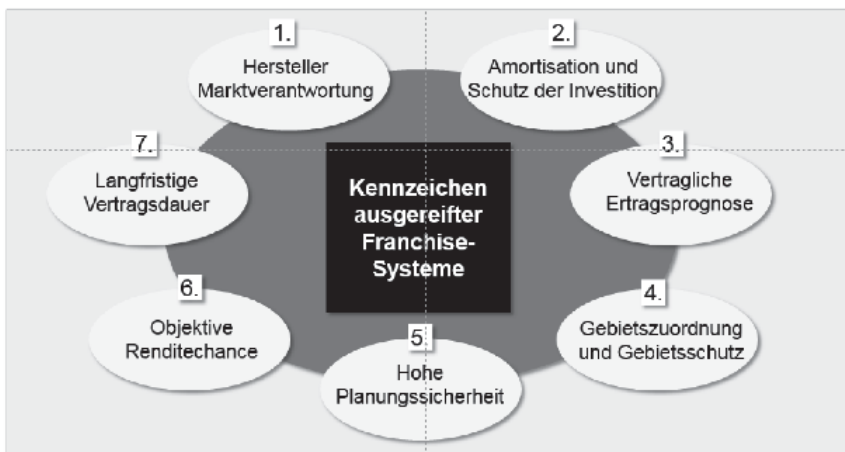 1.
Hersteller
Marktverantwortung
2.
Amortisation und
Schutz der Investition
3.
Vertragliche
Ertragsprognose
4.
Gebietszuordnung
und Gebietsschutz
5.
Hohe
Planungssicherheit
6.
Objektive
Renditechance
7.
Langfristige
Vertragsdauer
Kennzeichen
ausgereifter
Franchise-
Systeme